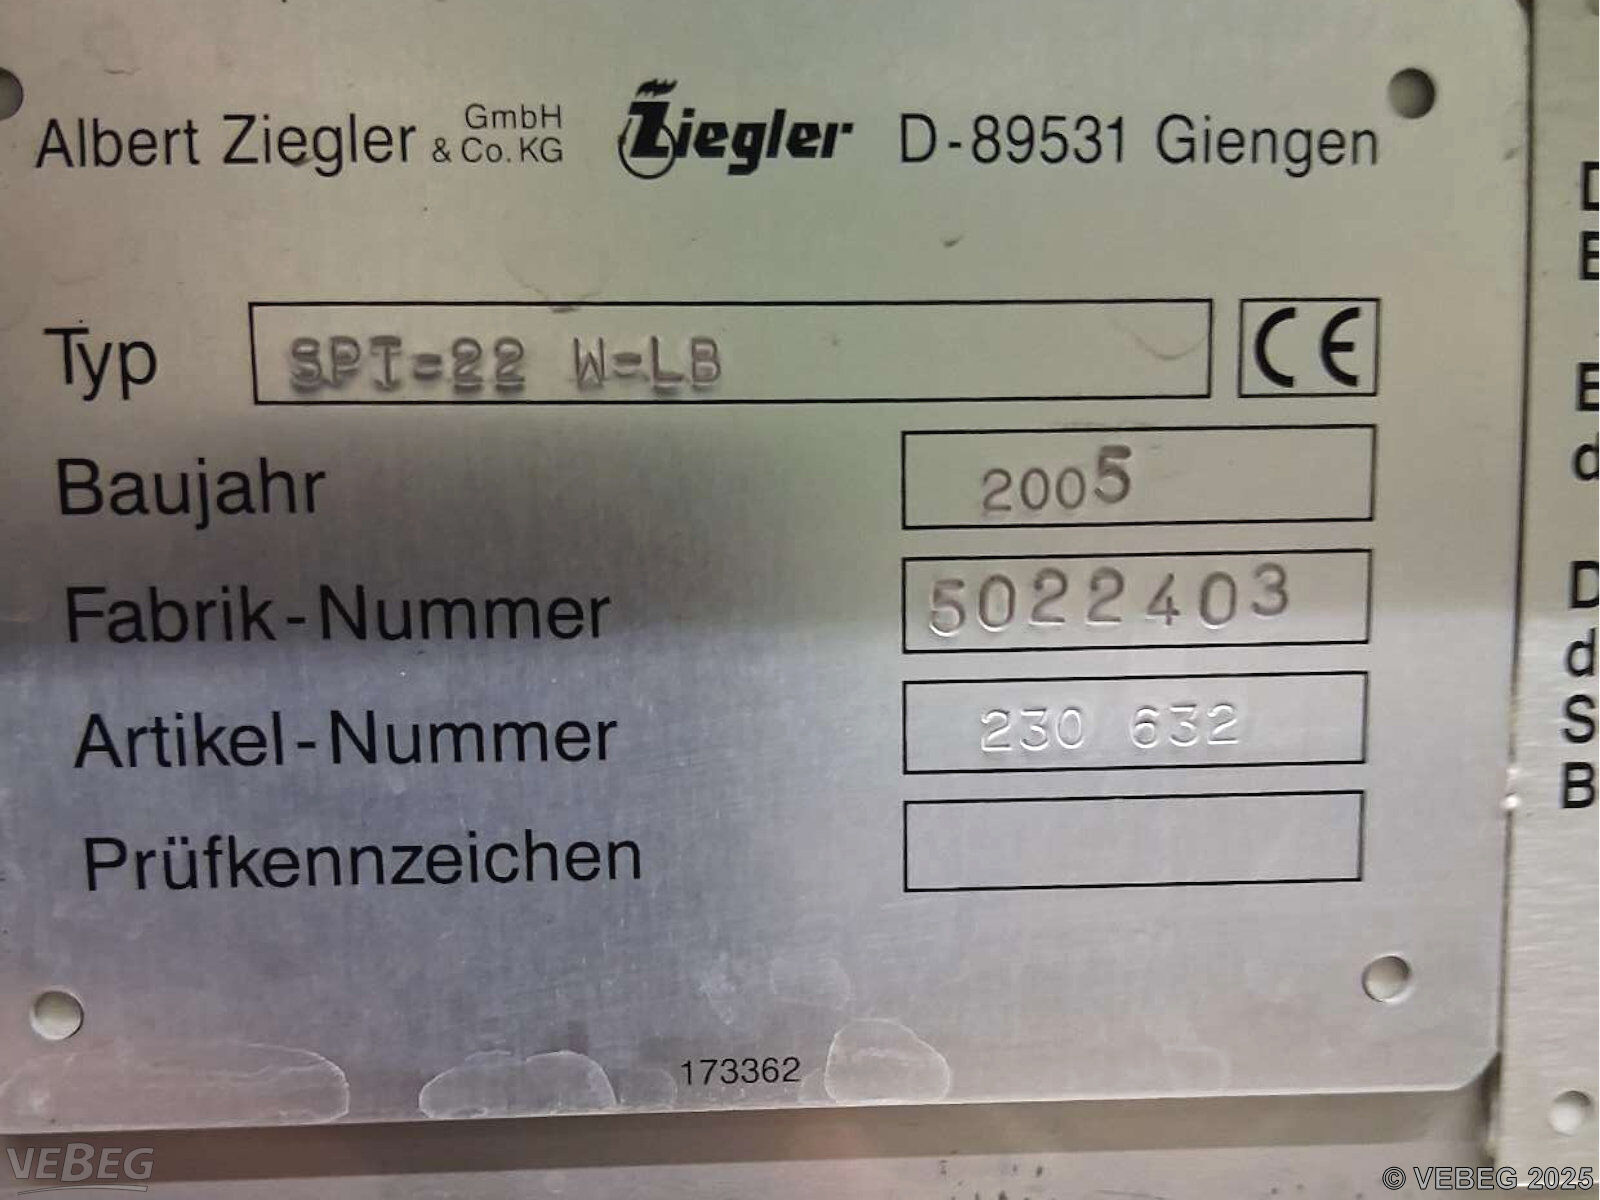 Albert Ziegler GmbH & Co. KG Ziegler D-89531 Giengen
Typ SPT=22 W=LB CE
Baujahr 2005
Fabrik-Nummer 5022403
Artikel-Nummer 230 632
Prüfkennzeichen
173362
VEBEG
© VEBEG 2025